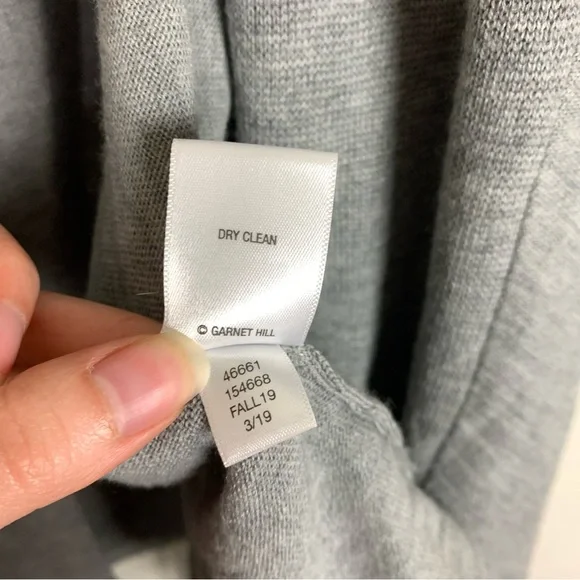 DRY CLEAN
© GARNET HILL
46661
154668
FALL19
3/19